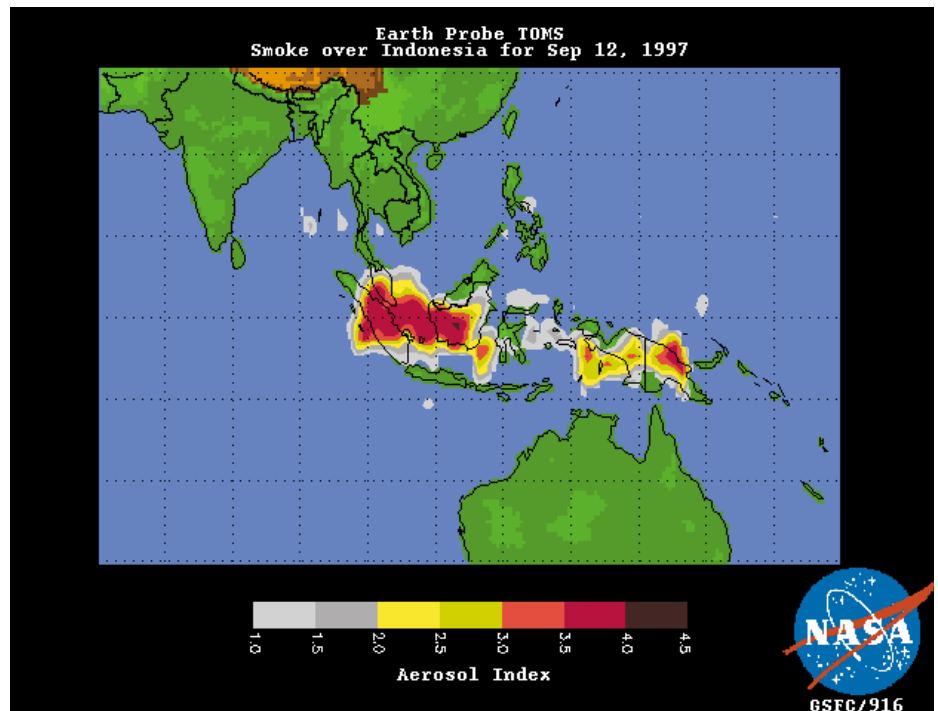 Earth Probe TOMS
Smoke over Indonesia for Sep 12, 1997
1.0 1.5 2.0 2.5 3.0 3.5 4.0 4.5
Aerosol Index
NASA
GSFC/916